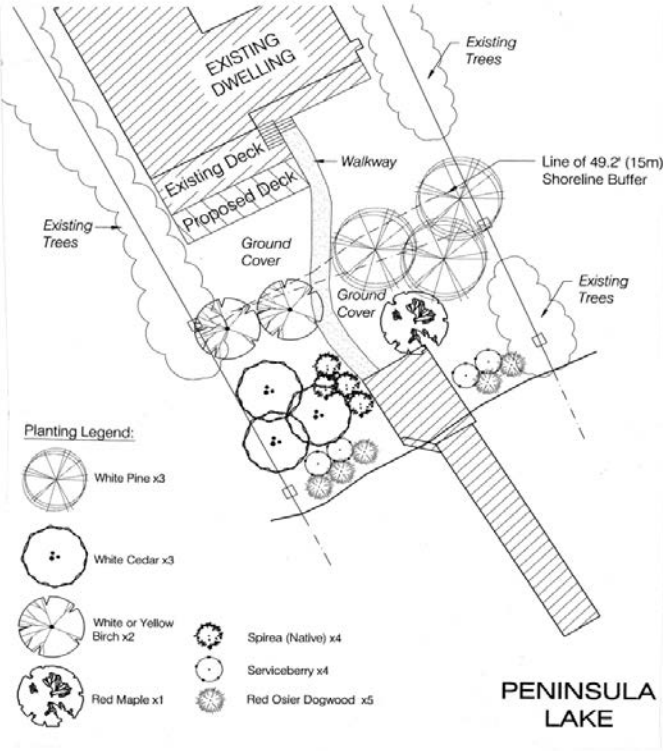 EXISTING
DWELLING
Existing
Trees
Walkway
Line of 49.2' (15m)
Shoreline Buffer
Existing Deck
Proposed Deck
Existing
Trees
Ground
Cover
Ground
Cover
Existing
Trees
Planting Legend:
White Pine x3
White Cedar x3
White or Yellow
Birch x2
Red Maple x1
Spirea (Native) x4
Serviceberry x4
Red Osier Dogwood x5
PENINSULA
LAKE